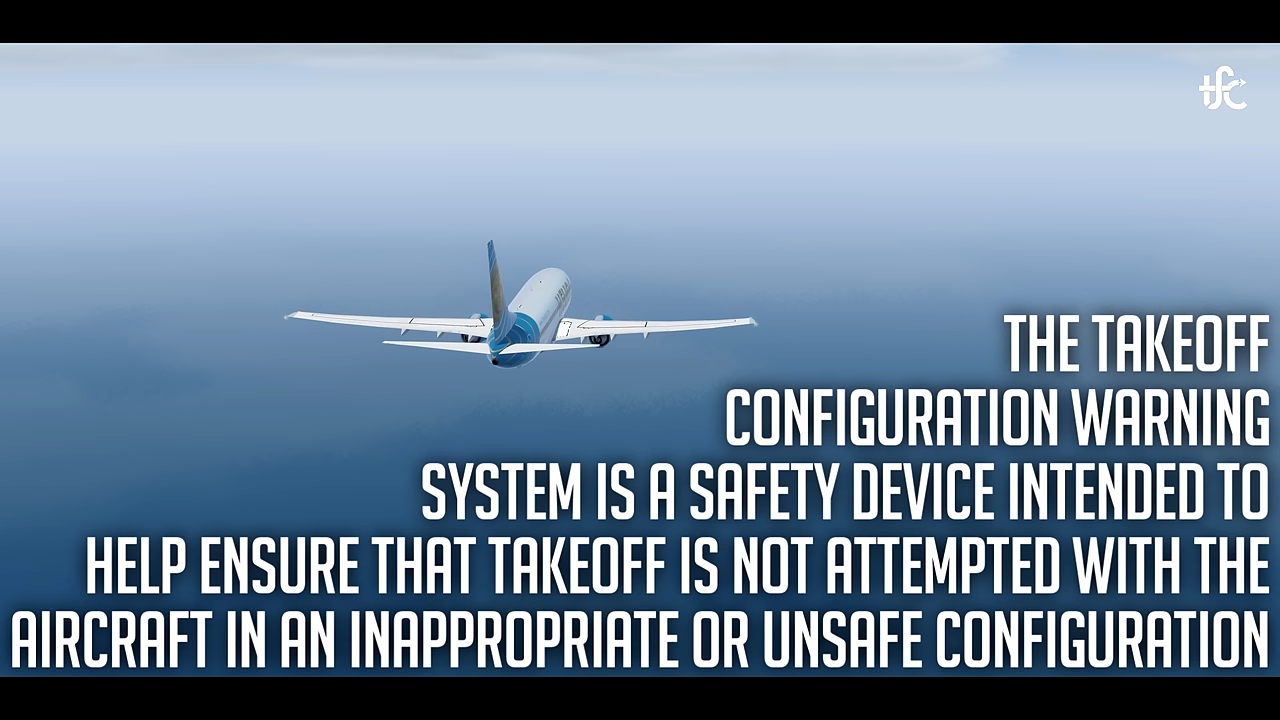 tfc
THE TAKEOFF
CONFIGURATION WARNING
SYSTEM IS A SAFETY DEVICE INTENDED TO
HELP ENSURE THAT TAKEOFF IS NOT ATTEMPTED WITH THE
AIRCRAFT IN AN INAPPROPRIATE OR UNSAFE CONFIGURATION